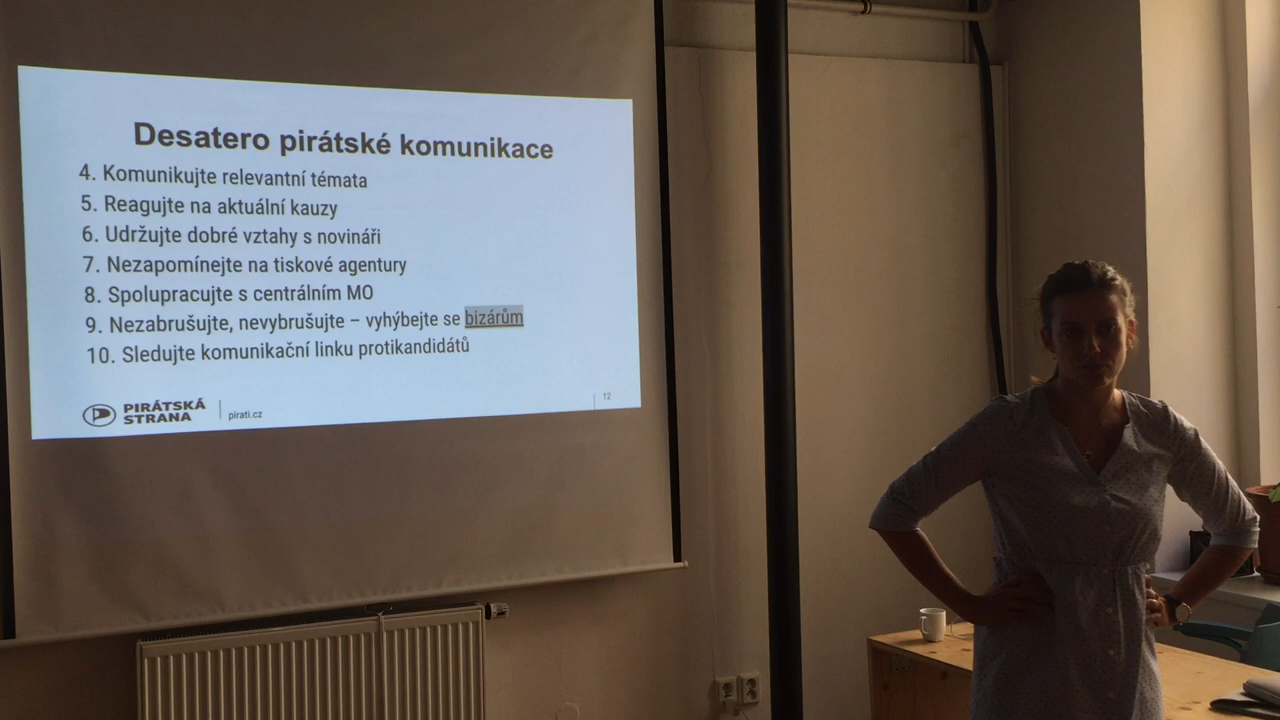 Desatero pirátské komunikace
4. Komunikujte relevantní témata
5. Reagujte na aktuální kauzy
6. Udržujte dobré vztahy s novináři
7. Nezapomínejte na tiskové agentury
8. Spolupracujte s centrálním MO
9. Nezabrušujte, nevybrušujte – vyhýbejte se bizárům
10. Sledujte komunikační linku protikandidátů
PIRÁTSKÁ
STRANA
pirati.cz
12